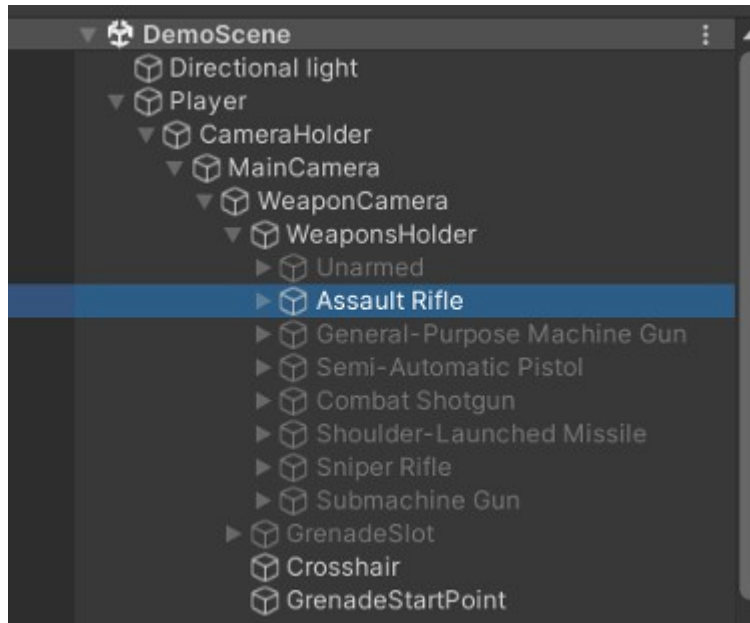 DemoScene
Directional light
Player
CameraHolder
MainCamera
WeaponCamera
WeaponsHolder
Unarmed
Assault Rifle
General-Purpose Machine Gun
Semi-Automatic Pistol
Combat Shotgun
Shoulder-Launched Missile
Sniper Rifle
Submachine Gun
GrenadeSlot
Crosshair
GrenadeStartPoint